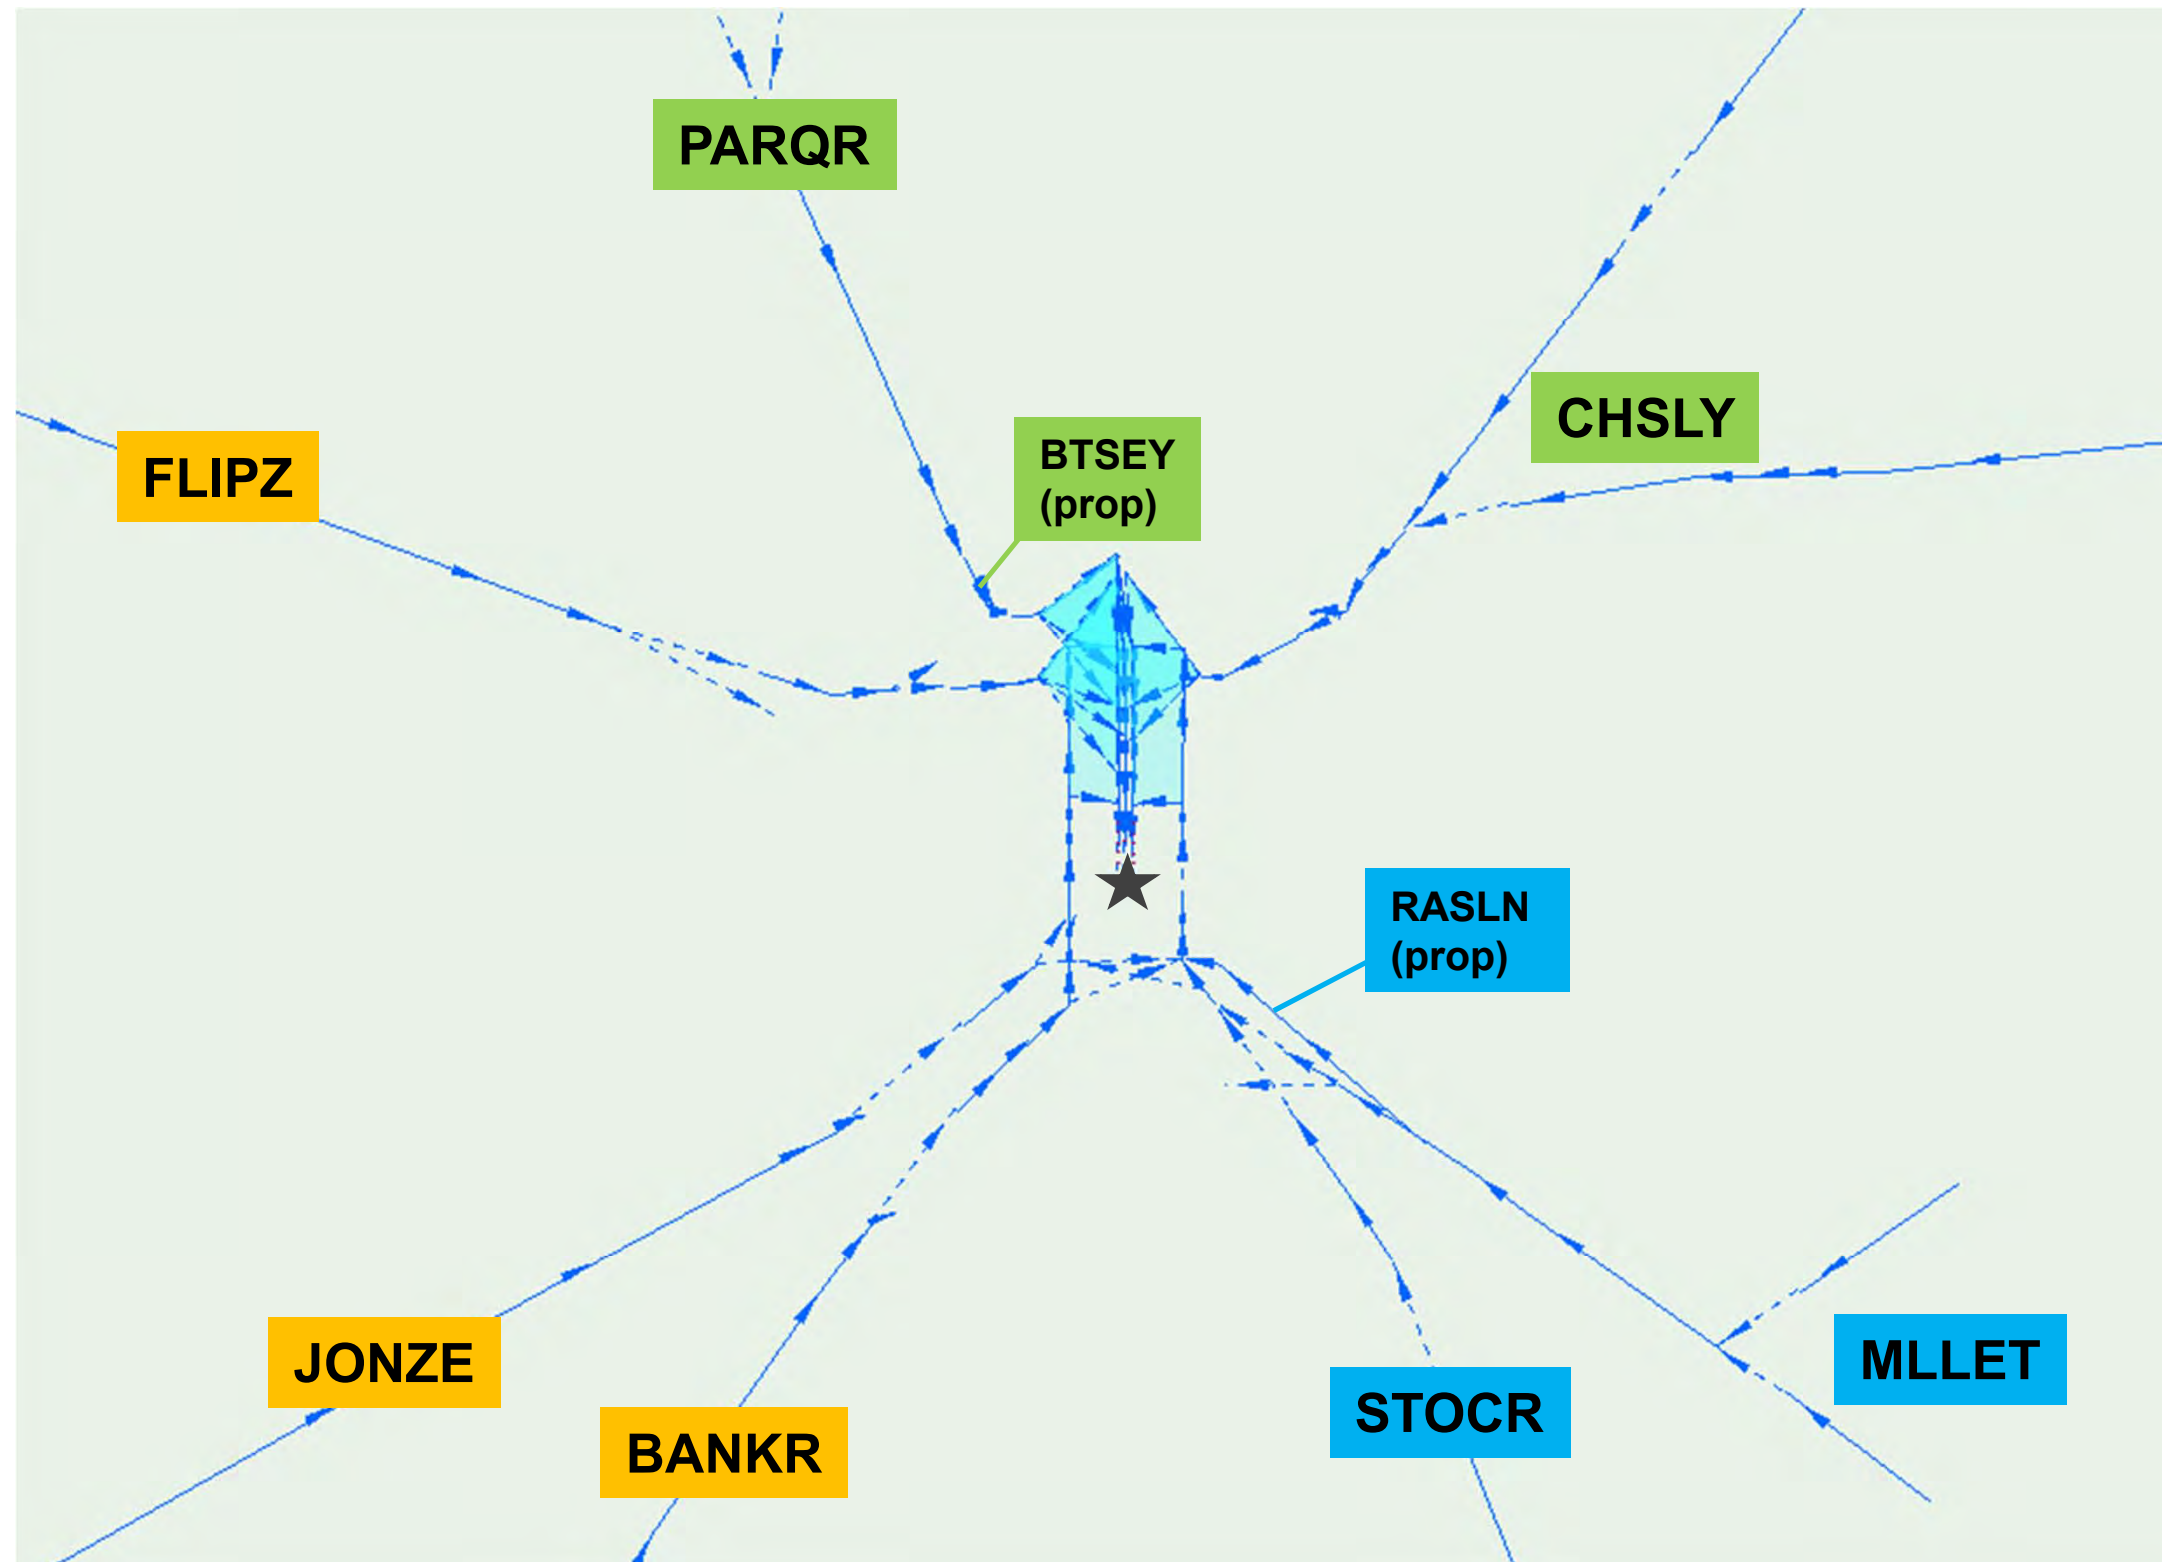 PARQR
CHSLY
BTSEY
(prop)
FLIPZ
RASLN
(prop)
JONZE
MLLET
STOCR
BANKR